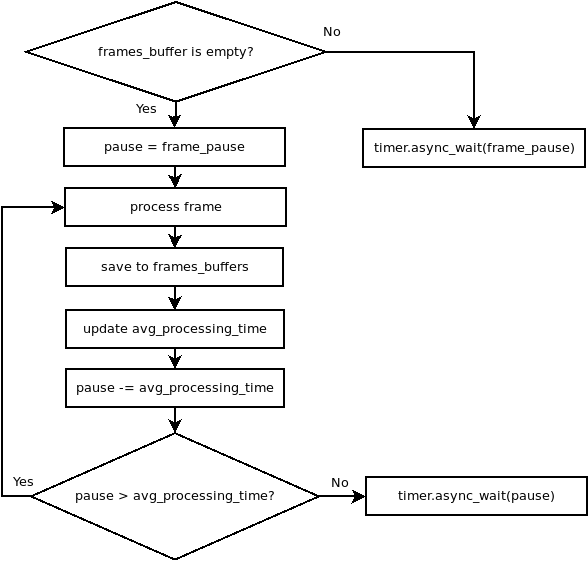 frames_buffer is empty?
No
Yes
pause = frame_pause
timer.async_wait(frame_pause)
process frame
save to frames_buffers
update avg_processing_time
pause -= avg_processing_time
Yes
pause > avg_processing_time?
No
timer.async_wait(pause)